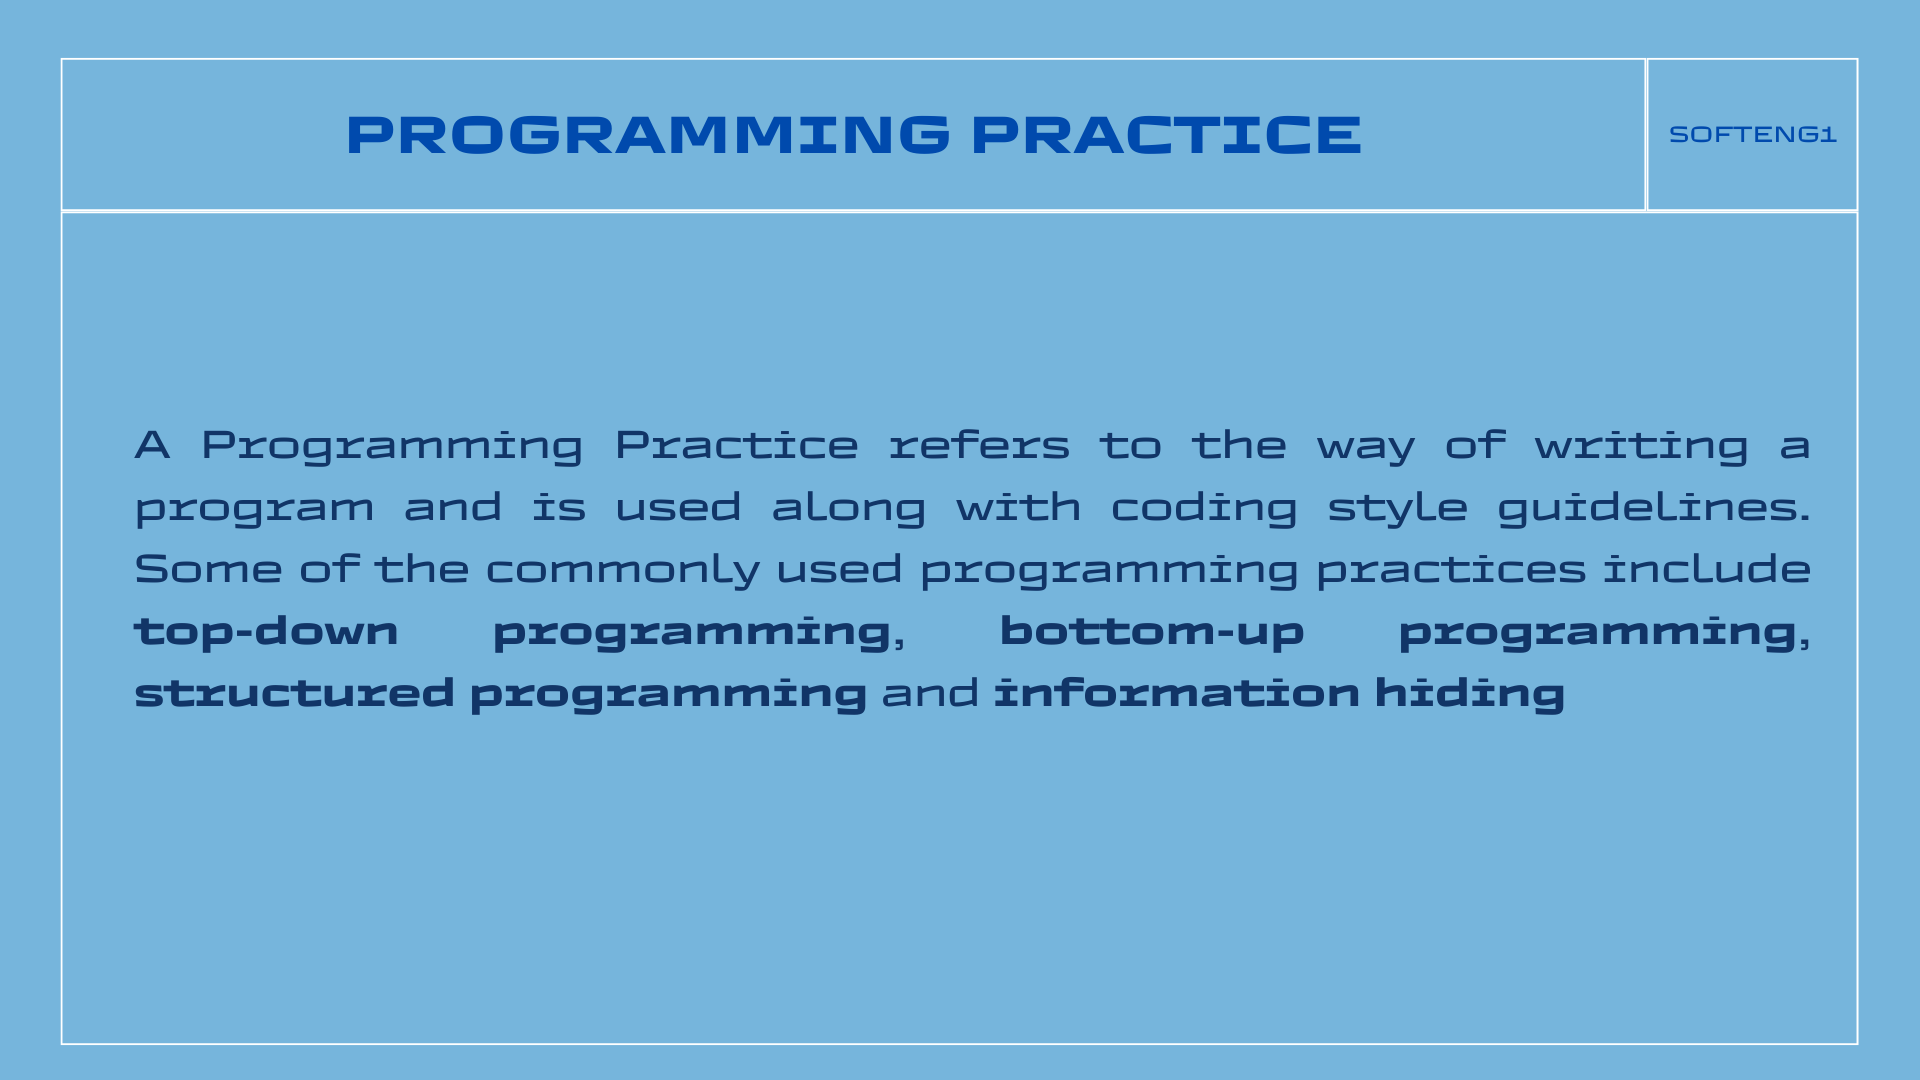 PROGRAMMING PRACTICE
SOFTENG1
A Programming Practice refers to the way of writing a
program and is used along with coding style guidelines.
Some of the commonly used programming practices include
top-down programming, bottom-up programming,
structured programming and information hiding